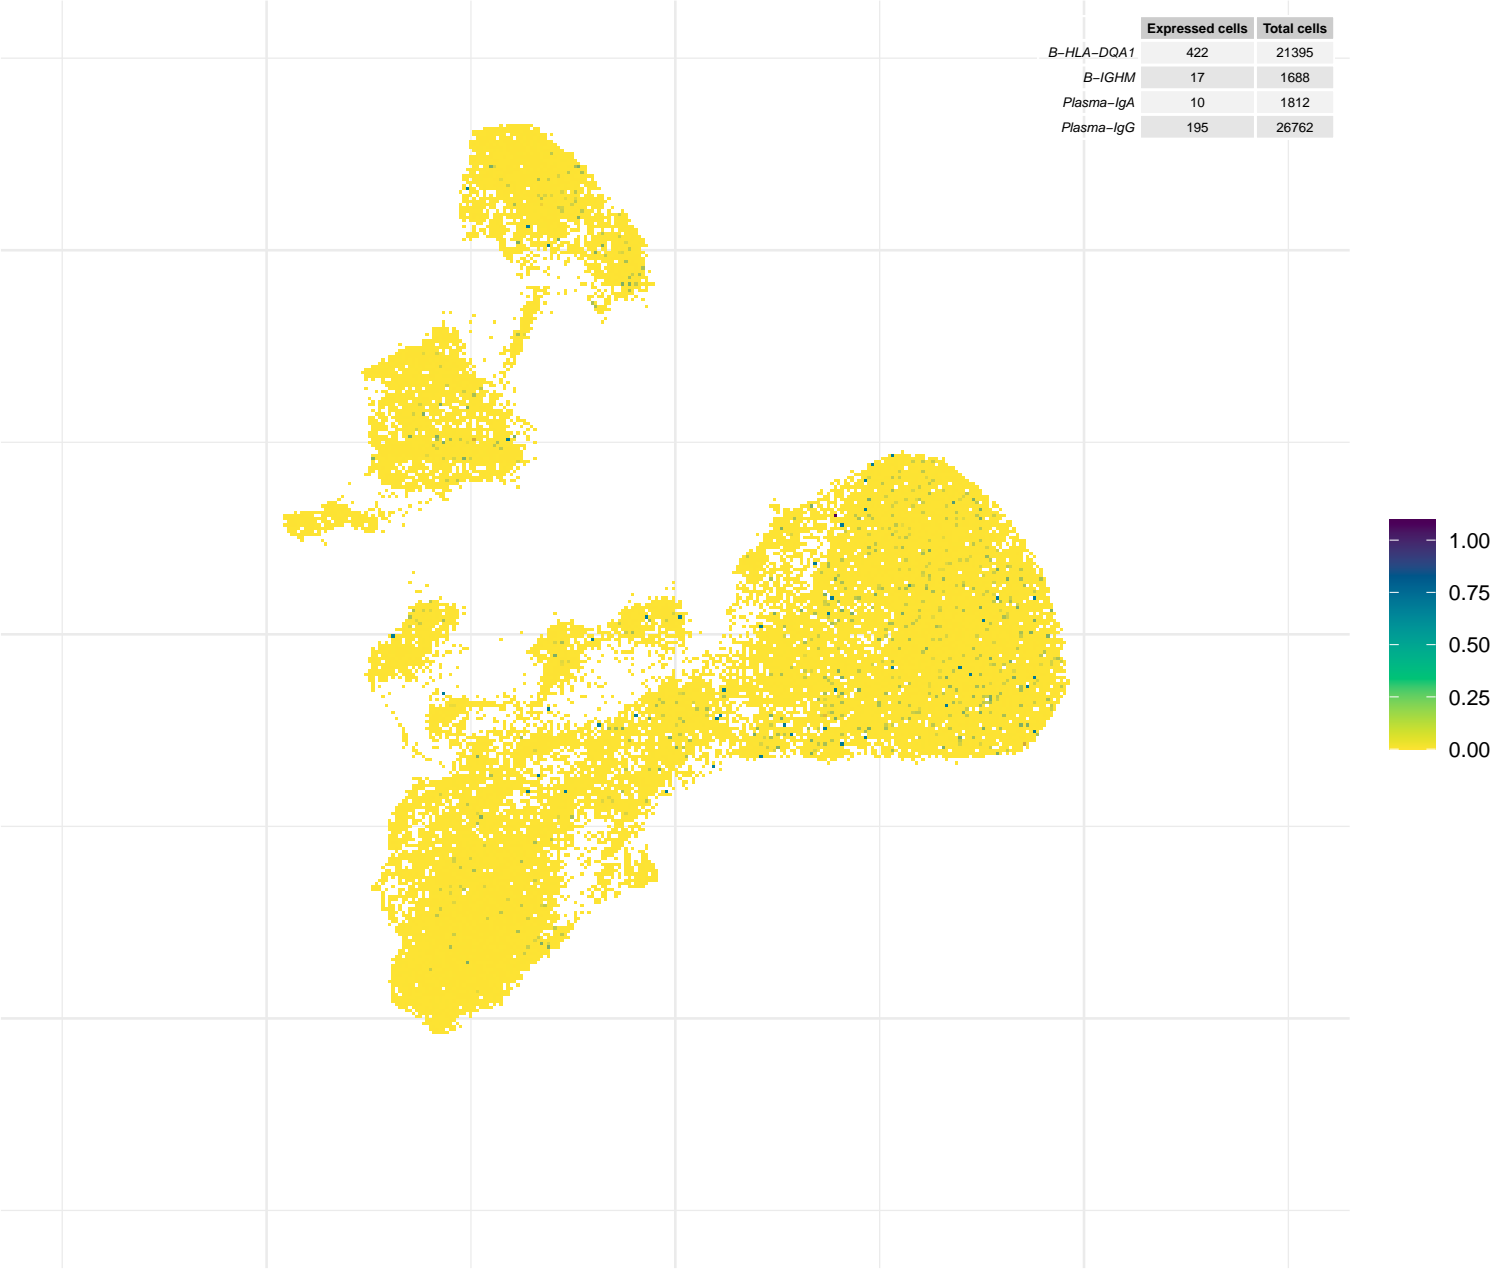 Expressed cells Total cells
B−HLA−DQA1 422 21395
B−IGHM 17 1688
Plasma−IgA 10 1812
Plasma−IgG 195 26762
1.00
0.75
0.50
0.25
0.00